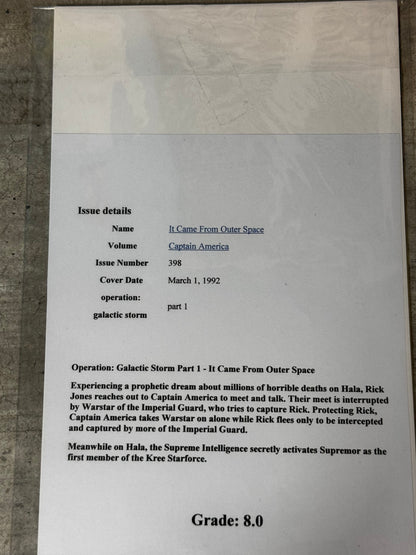 Issue details
Name It Came From Outer Space
Volume Captain America
Issue Number 398
Cover Date March 1, 1992
operation:
galactic storm part 1
Operation: Galactic Storm Part 1 - It Came From Outer Space
Experiencing a prophetic dream about millions of horrible deaths on Hala, Rick
Jones reaches out to Captain America to meet and talk. Their meet is interrupted
by Warstar of the Imperial Guard, who tries to capture Rick. Protecting Rick,
Captain America takes Warstar on alone while Rick flees only to be intercepted
and captured by more of the Imperial Guard.
Meanwhile on Hala, the Supreme Intelligence secretly activates Supremor as the
first member of the Kree Starforce.
Grade: 8.0